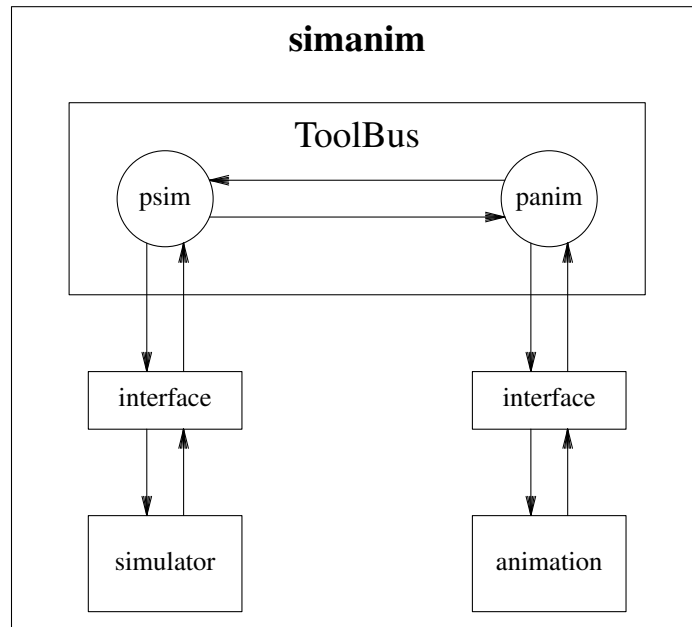 simanim
ToolBus
psim
panim
interface
interface
simulator
animation